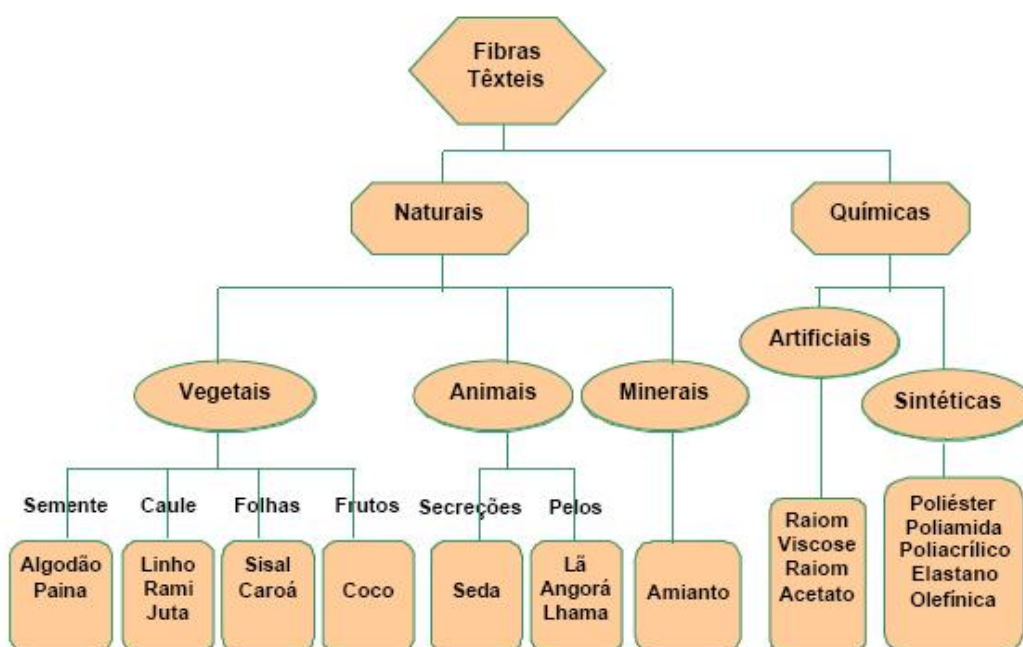 Fibras
Têxteis
Naturais
Químicas
Artificiais
Vegetais
Animais
Minerais
Sintéticas
Semente
Caule
Folhas
Frutos
Secreções
Pelos
Algodão
Paina
Linho
Rami
Juta
Sisal
Caroá
Coco
Seda
Lã
Angorá
Lhama
Amianto
Raiom
Viscose
Raiom
Acetato
Poliéster
Poliamida
Poliacrílico
Elastano
Olefínica